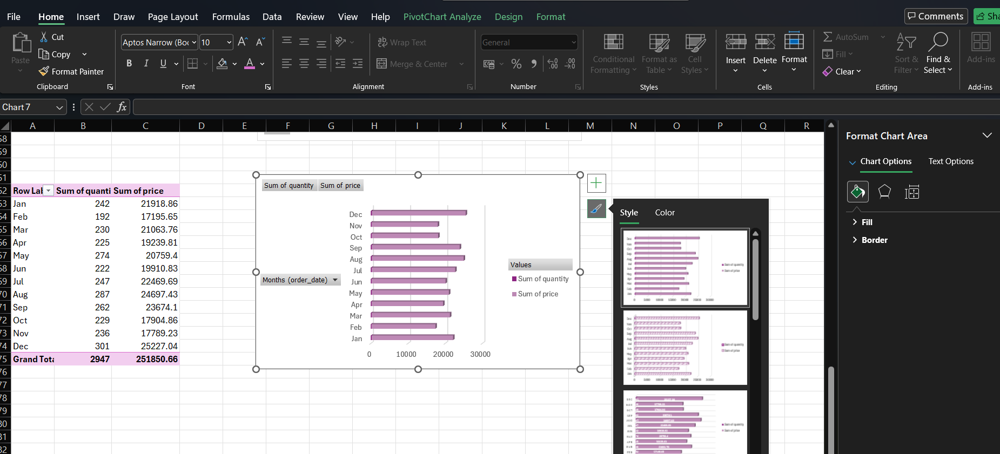 File Home Insert Draw Page Layout Formulas Data Review View Help PivotChart Analyze Design Format Comments Sha
Paste Cut Copy Format Painter Clipboard
Aptos Narrow (Boc 10 B I U Font
Wrap Text Merge & Center Alignment
General % Number
Conditional Formatting Format as Table Cell Styles Styles
Insert Delete Format Cells
AutoSum Fill Clear Sort & Filter Find & Select Editing
Add-ins Add-ins
Chart 7 fx
A B C D E F G H I J K L M N O P Q R
58
59
60
61
62 Row Lal Sum of quanti Sum of price
63 Jan 242 21918.86
64 Feb 192 17195.65
65 Mar 230 21063.76
66 Apr 225 19239.81
67 May 274 20759.4
68 Jun 222 19910.83
69 Jul 247 22469.69
70 Aug 287 24697.43
71 Sep 262 23674.1
72 Oct 229 17904.86
73 Nov 236 17789.23
74 Dec 301 25227.04
75 Grand Tota 2947 251850.66
76
77
78
79
80
81
82
Sum of quantity Sum of price
Dec
Nov
Oct
Sep
Aug
Jul
Jun
May
Apr
Mar
Feb
Jan
0 10000 20000 30000
Months (order_date)
Values
Sum of quantity
Sum of price
Style Color
Format Chart Area
Chart Options Text Options
Fill
Border